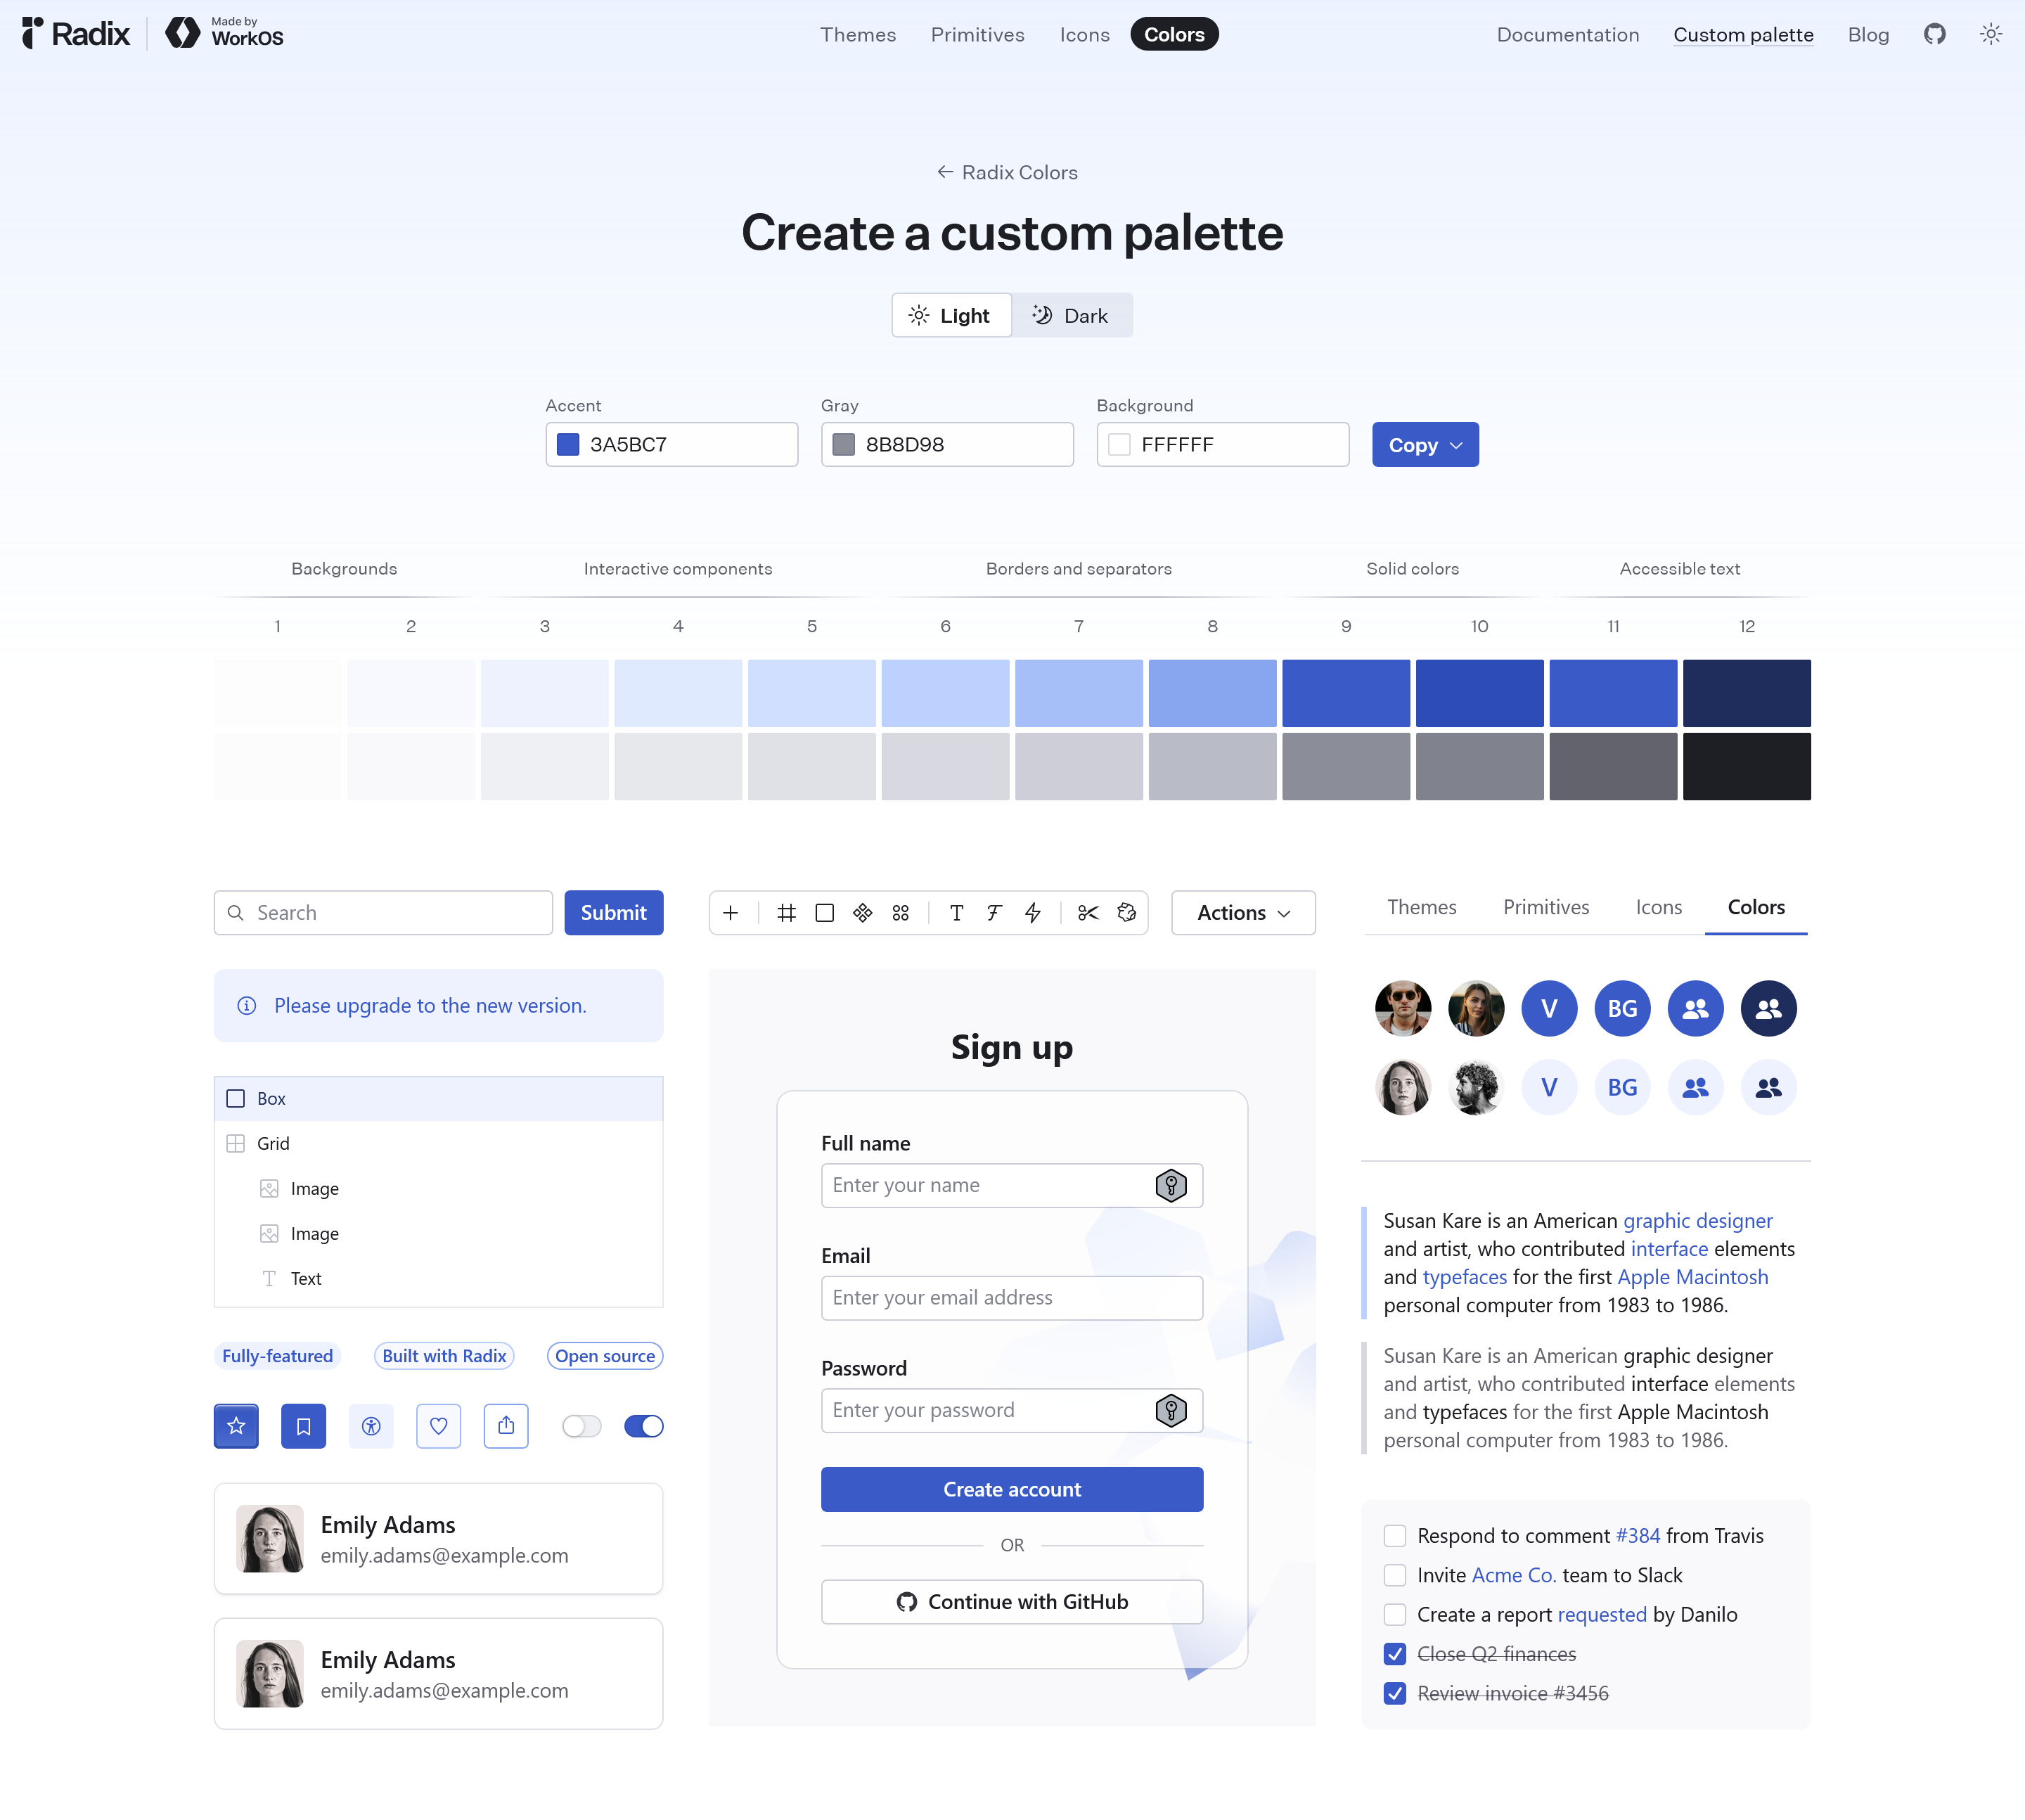 Radix
Made by
WorkOS
Themes
Primitives
Icons
Colors
Documentation
Custom palette
Blog
← Radix Colors
Create a custom palette
Light
Dark
Accent
Gray
Background
3A5BC7
8B8D98
FFFFFF
Copy
Backgrounds
Interactive components
Borders and separators
Solid colors
Accessible text
1
2
3
4
5
6
7
8
9
10
11
12
Search
Submit
Actions
Themes
Primitives
Icons
Colors
Please upgrade to the new version.
Box
Grid
Image
Image
Text
Fully-featured
Built with Radix
Open source
Emily Adams
emily.adams@example.com
Emily Adams
emily.adams@example.com
Sign up
Full name
Enter your name
Email
Enter your email address
Password
Enter your password
Create account
OR
Continue with GitHub
V
BG
V
BG
Susan Kare is an American graphic designer
and artist, who contributed interface elements
and typefaces for the first Apple Macintosh
personal computer from 1983 to 1986.
Susan Kare is an American graphic designer
and artist, who contributed interface elements
and typefaces for the first Apple Macintosh
personal computer from 1983 to 1986.
Respond to comment #384 from Travis
Invite Acme Co. team to Slack
Create a report requested by Danilo
Close Q2 finances
Review invoice #3456